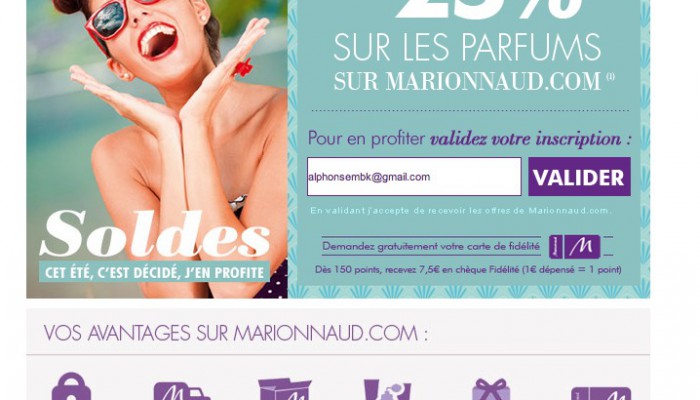 25%
SUR LES PARFUMS
SUR MARIONNAUD.COM (1)
Pour en profiter validez votre inscription :
alphonsembk@gmail.com
VALIDER
En validant j'accepte de recevoir les offres de Marionnaud.com.
Demandez gratuitement votre carte de fidélité
M
Dès 150 points, recevez 7,5€ en chèque Fidélité (1€ dépensé = 1 point)
Soldes
CET ÉTÉ, C'EST DÉCIDÉ, J'EN PROFITE
VOS AVANTAGES SUR MARIONNAUD.COM :